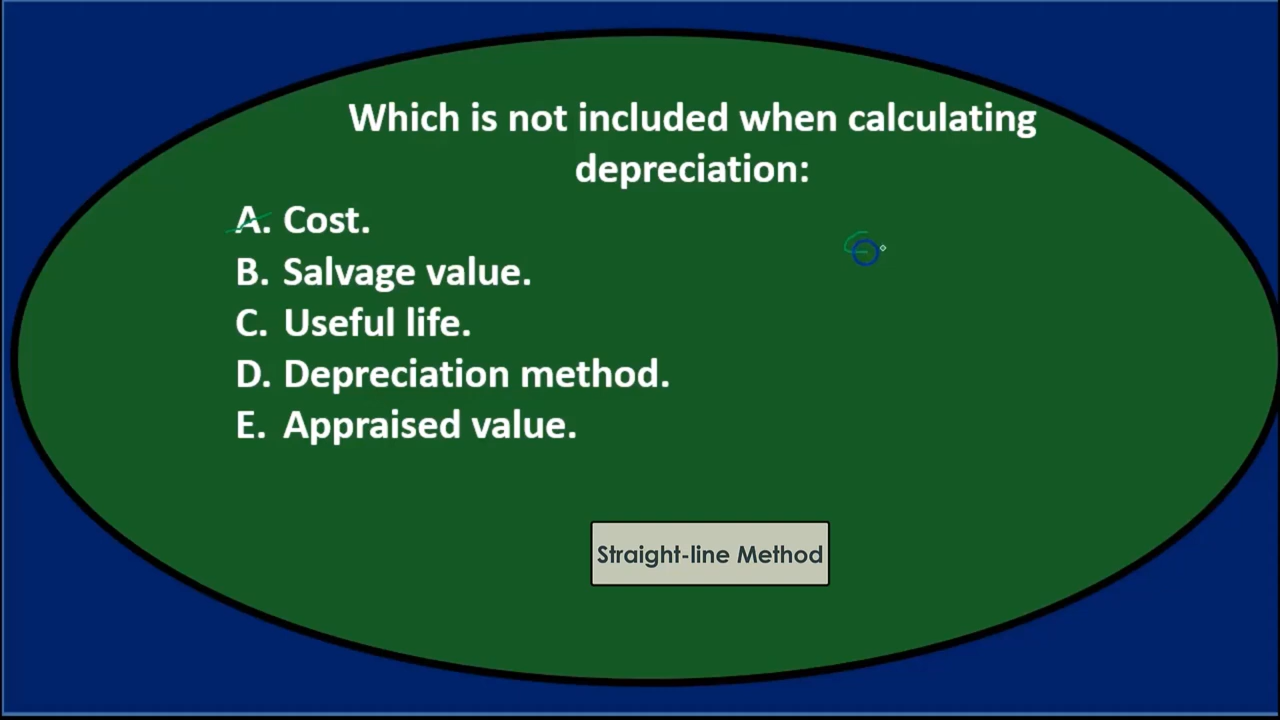 Which is not included when calculating
depreciation:
A. Cost.
B. Salvage value.
C. Useful life.
D. Depreciation method.
E. Appraised value.
Straight-line Method